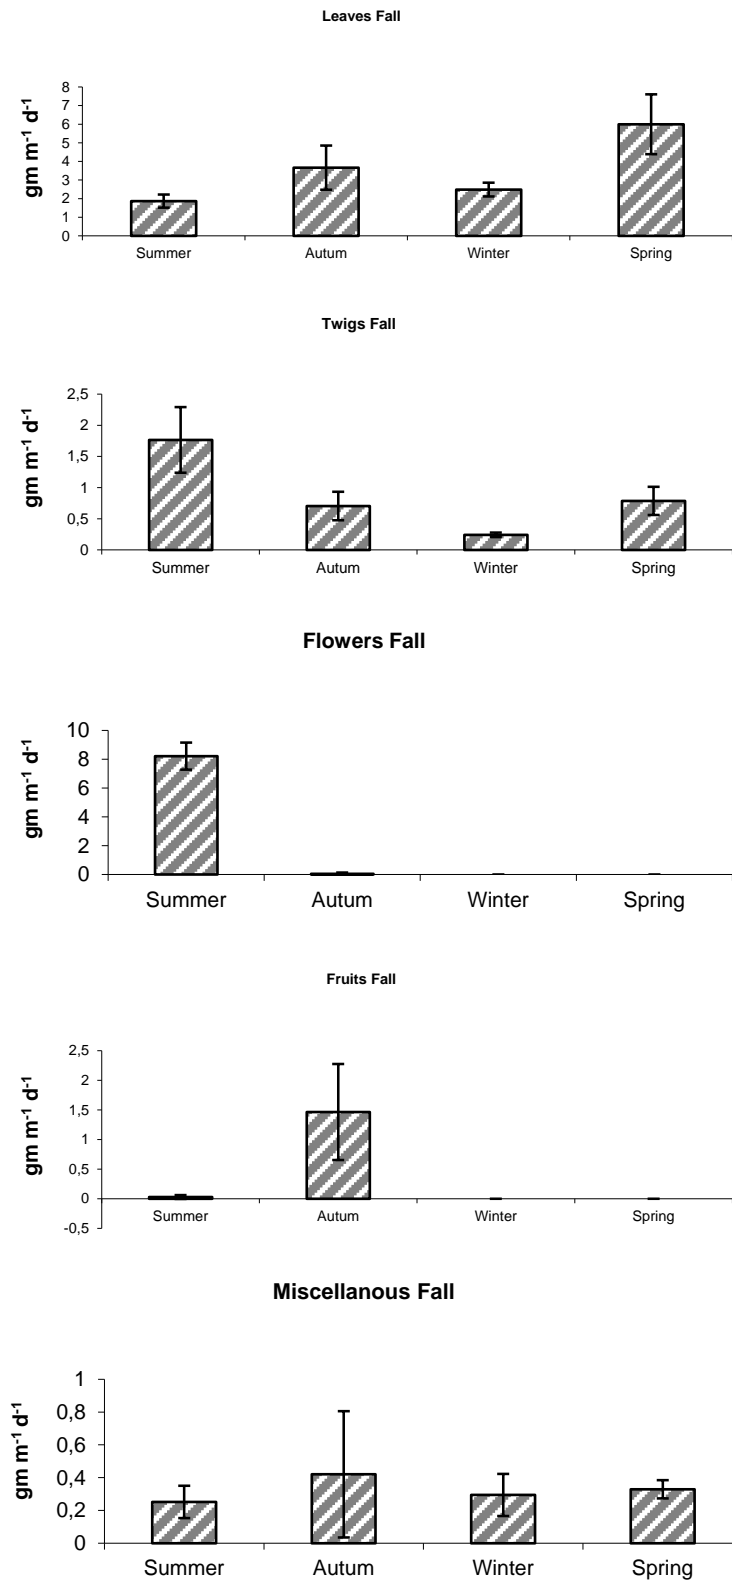 Leaves Fall
gm m-1 d-1
8
7
6
5
4
3
2
1
0
Summer Autum Winter Spring
Twigs Fall
gm m-1 d-1
2,5
2
1,5
1
0,5
0
Summer Autum Winter Spring
Flowers Fall
gm m-1 d-1
10
8
6
4
2
0
Summer Autum Winter Spring
Fruits Fall
gm m-1 d-1
2,5
2
1,5
1
0,5
0
-0,5
Summer Autum Winter Spring
Miscellanous Fall
gm m-1 d-1
1
0,8
0,6
0,4
0,2
0
Summer Autum Winter Spring